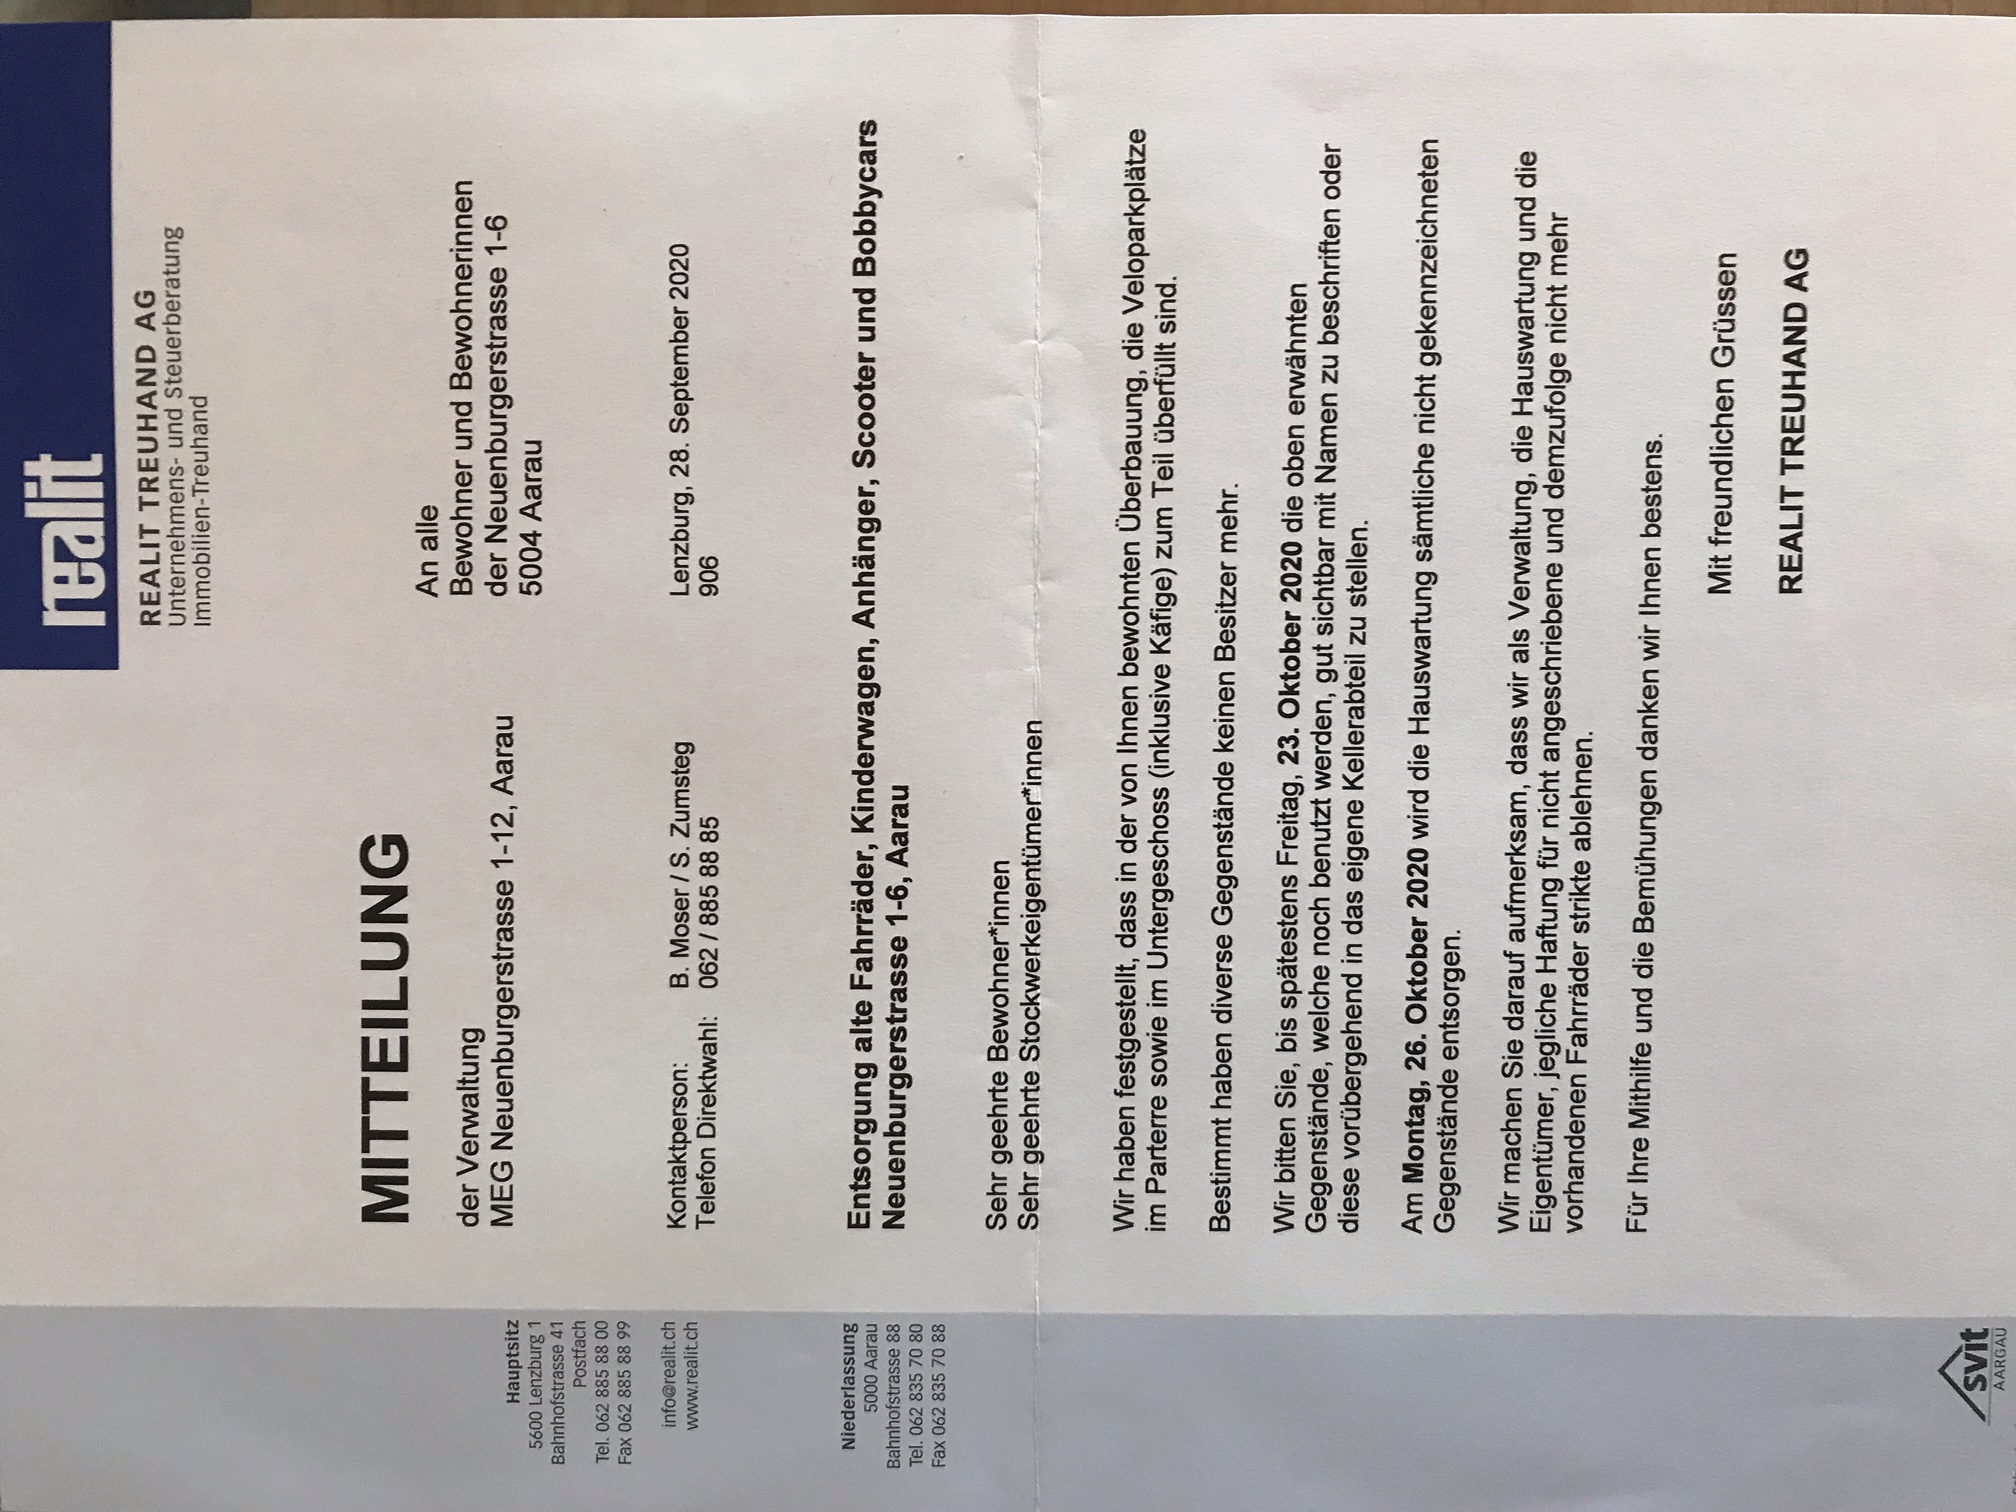 realit
REALIT TREUHAND AG
Unternehmens- und Steuerberatung
Immobilien-Treuhand
MITTEILUNG
der Verwaltung
MEG Neuenburgerstrasse 1-12, Aarau
An alle
Bewohner und Bewohnerinnen
der Neuenburgerstrasse 1-6
5004 Aarau
Hauptsitz
5600 Lenzburg 1
Bahnhofstrasse 41
Postfach
Tel. 062 885 88 00
Fax 062 885 88 99
info@realit.ch
www.realit.ch
Kontaktperson: B. Moser / S. Zumsteg
Telefon Direktwahl: 062 / 885 88 85
Lenzburg, 28. September 2020
906
Niederlassung
5000 Aarau
Bahnhofstrasse 88
Tel. 062 835 70 80
Fax 062 835 70 88
Entsorgung alte Fahrräder, Kinderwagen, Anhänger, Scooter und Bobbycars
Neuenburgerstrasse 1-6, Aarau
Sehr geehrte Bewohner*innen
Sehr geehrte Stockwerkeigentümer*innen
Wir haben festgestellt, dass in der von Ihnen bewohnten Überbauung, die Veloparkplätze
im Parterre sowie im Untergeschoss (inklusive Käfige) zum Teil überfüllt sind.
Bestimmt haben diverse Gegenstände keinen Besitzer mehr.
Wir bitten Sie, bis spätestens Freitag, 23. Oktober 2020 die oben erwähnten
Gegenstände, welche noch benutzt werden, gut sichtbar mit Namen zu beschriften oder
diese vorübergehend in das eigene Kellerabteil zu stellen.
Am Montag, 26. Oktober 2020 wird die Hauswartung sämtliche nicht gekennzeichneten
Gegenstände entsorgen.
Wir machen Sie darauf aufmerksam, dass wir als Verwaltung, die Hauswartung und die
Eigentümer, jegliche Haftung für nicht angeschriebene und demzufolge nicht mehr
vorhandenen Fahrräder strikte ablehnen.
Für Ihre Mithilfe und die Bemühungen danken wir Ihnen bestens.
Mit freundlichen Grüssen
REALIT TREUHAND AG
svit
AARGAU